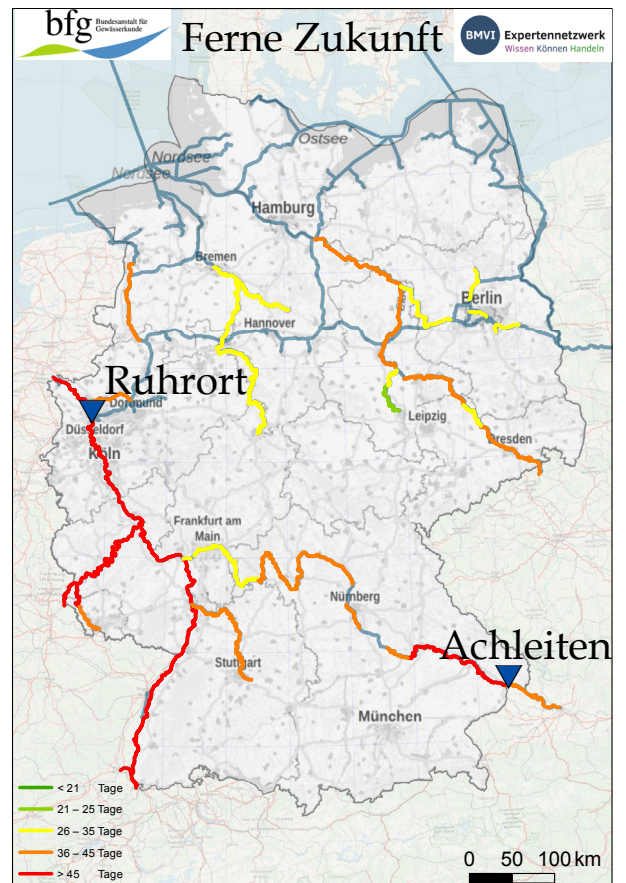 bfg Bundesanstalt für
Gewässerkunde
Ferne Zukunft
BMVI Expertennetzwerk
Wissen Können Handeln
Ostsee
Nordsee
Nordsee
Hamburg
Bremen
Berlin
Hannover
Ruhrort
Dortmund
Düsseldorf
Leipzig
Köln
Dresden
Frankfurt am
Main
Nürnberg
Achleiten
Stuttgart
München
< 21 Tage
21 – 25 Tage
26 – 35 Tage
36 – 45 Tage
> 45 Tage
0 50 100 km